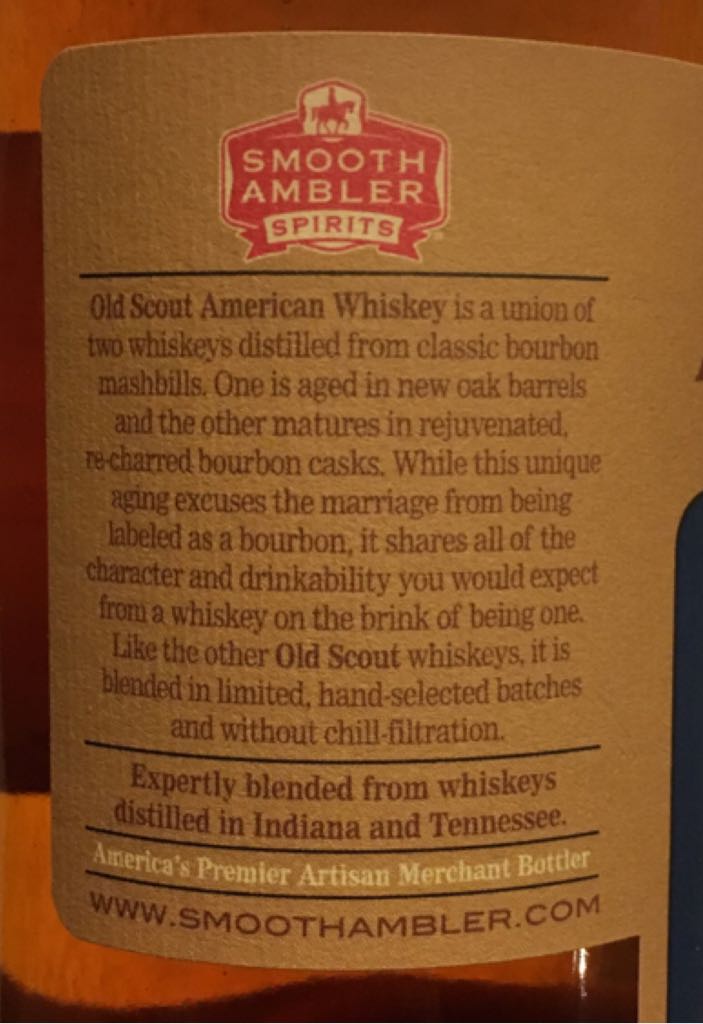 SMOOTH
AMBLER
SPIRITS
Old Scout American Whiskey is a union of
two whiskeys distilled from classic bourbon
mashbills. One is aged in new oak barrels
and the other matures in rejuvenated,
re-charred bourbon casks. While this unique
aging excuses the marriage from being
labeled as a bourbon, it shares all of the
character and drinkability you would expect
from a whiskey on the brink of being one.
Like the other Old Scout whiskeys, it is
blended in limited, hand-selected batches
and without chill-filtration.
Expertly blended from whiskeys
distilled in Indiana and Tennessee.
America's Premier Artisan Merchant Bottler
WWW.SMOOTHAMBLER.COM